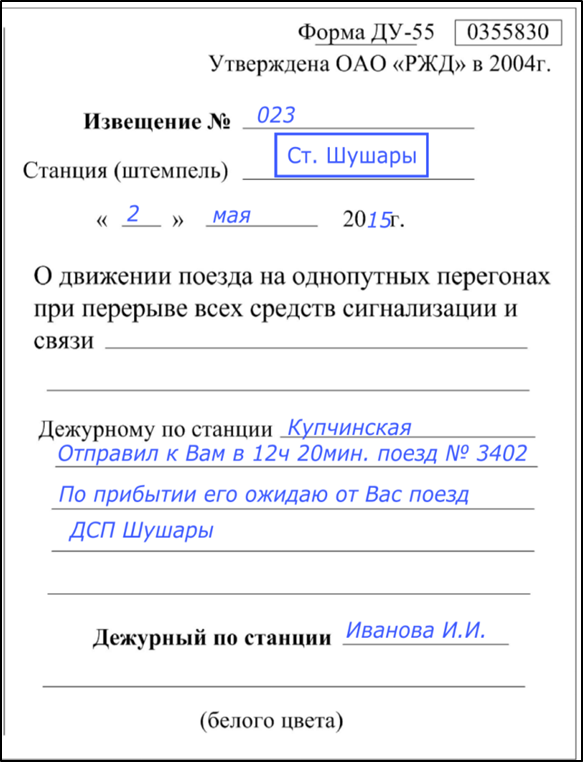 Форма ДУ-55 0355830
Утверждена ОАО «РЖД» в 2004г.
Извещение № 023
Станция (штемпель) Ст. Шушары
« 2 » мая 2015г.
О движении поезда на однопутных перегонах
при перерыве всех средств сигнализации и
связи
Дежурному по станции Купчинская
Отправил к Вам в 12ч 20мин. поезд № 3402
По прибытии его ожидаю от Вас поезд
ДСП Шушары
Дежурный по станции Иванова И.И.
(белого цвета)